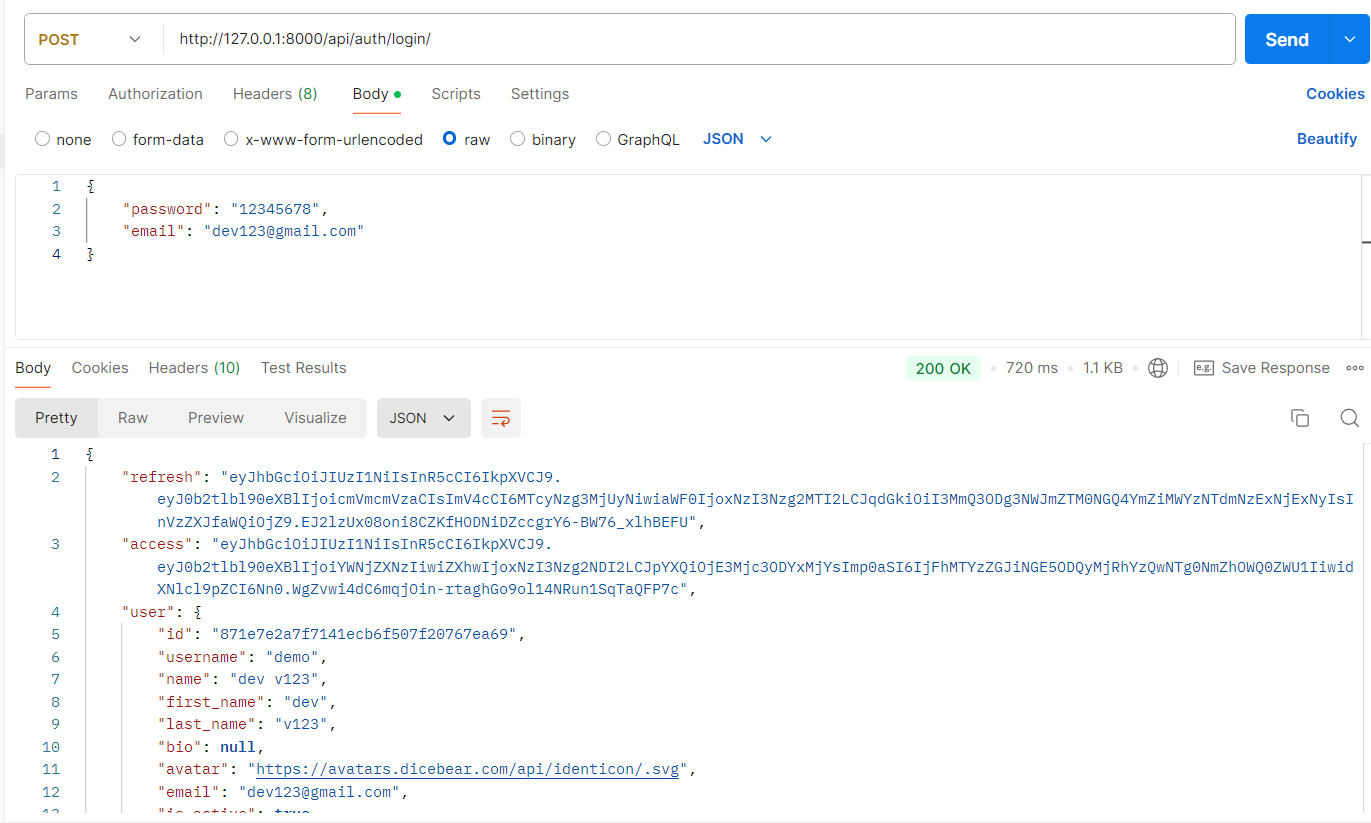 POST http://127.0.0.1:8000/api/auth/login/ Send
Params Authorization Headers (8) Body Scripts Settings Cookies
none form-data x-www-form-urlencoded raw binary GraphQL JSON Beautify
1 {
2 "password": "12345678",
3 "email": "dev123@gmail.com"
4 }
Body Cookies Headers (10) Test Results 200 OK 720 ms 1.1 KB e.g. Save Response
Pretty Raw Preview Visualize JSON
1 {
2 "refresh": "eyJhbGciOiJIUzI1NiIsInR5cCI6IkpXVCJ9.
eyJ0b2tlbl90eXBlIjoicmVmcmVzaCIsImV4cCI6MTcyNzg3MjUyNiwiaWF0IjoxNzI3Nzg2MTI2LCJqdGkiOiI3MmQ3ODg3NWJmZTM0NGQ4YmZiMWYzNTdmNzExNjExNyIsI
nVzZXJfaWQiOjZ9.EJ2lzUx08oni8CZKfHODNiDZccgrY6-BW76_xlhBEFU",
3 "access": "eyJhbGciOiJIUzI1NiIsInR5cCI6IkpXVCJ9.
eyJ0b2tlbl90eXBlIjoiYWNjZXNzIiwiZXhwIjoxNzI3Nzg2NDI2LCJpYXQiOjE3Mjc3ODYxMjYsImp0aSI6IjFhMTYzZGJiNGE5ODQyMjRhYzQwNTg0NmZhOWQ0ZWU1IiwidXNlcl9pZCI6Nn0.WgZvwi4dC6mqjOin-rtaghGo9ol14NRun1SqTaQFP7c",
4 "user": {
5 "id": "871e7e2a7f7141ecb6f507f20767ea69",
6 "username": "demo",
7 "name": "dev v123",
8 "first_name": "dev",
9 "last_name": "v123",
10 "bio": null,
11 "avatar": "https://avatars.dicebear.com/api/identicon/.svg",
12 "email": "dev123@gmail.com",